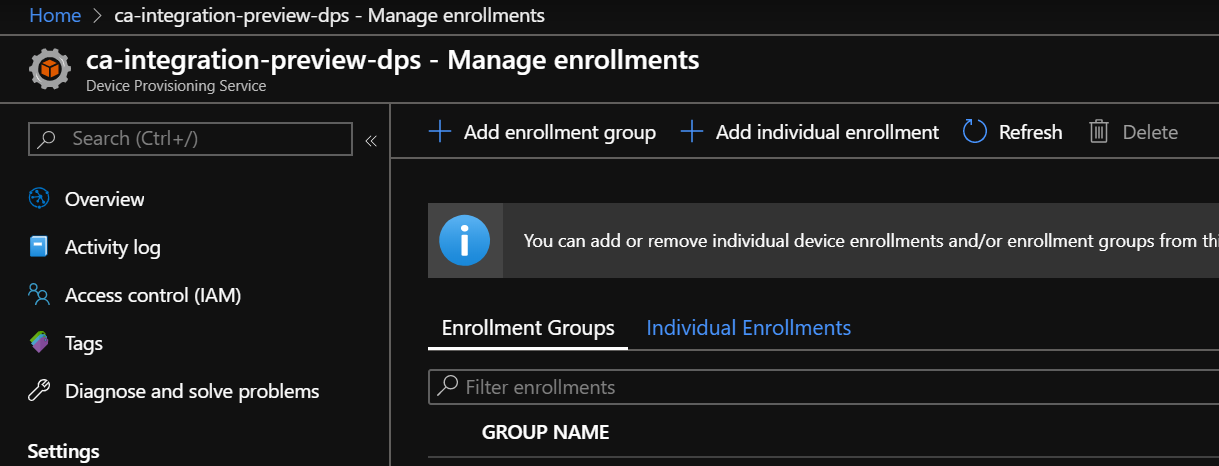 Home > ca-integration-preview-dps - Manage enrollments
ca-integration-preview-dps - Manage enrollments
Device Provisioning Service
Search (Ctrl+/)
«
Overview
Activity log
Access control (IAM)
Tags
Diagnose and solve problems
Settings
+ Add enrollment group + Add individual enrollment Refresh Delete
You can add or remove individual device enrollments and/or enrollment groups from thi
Enrollment Groups Individual Enrollments
Filter enrollments
GROUP NAME